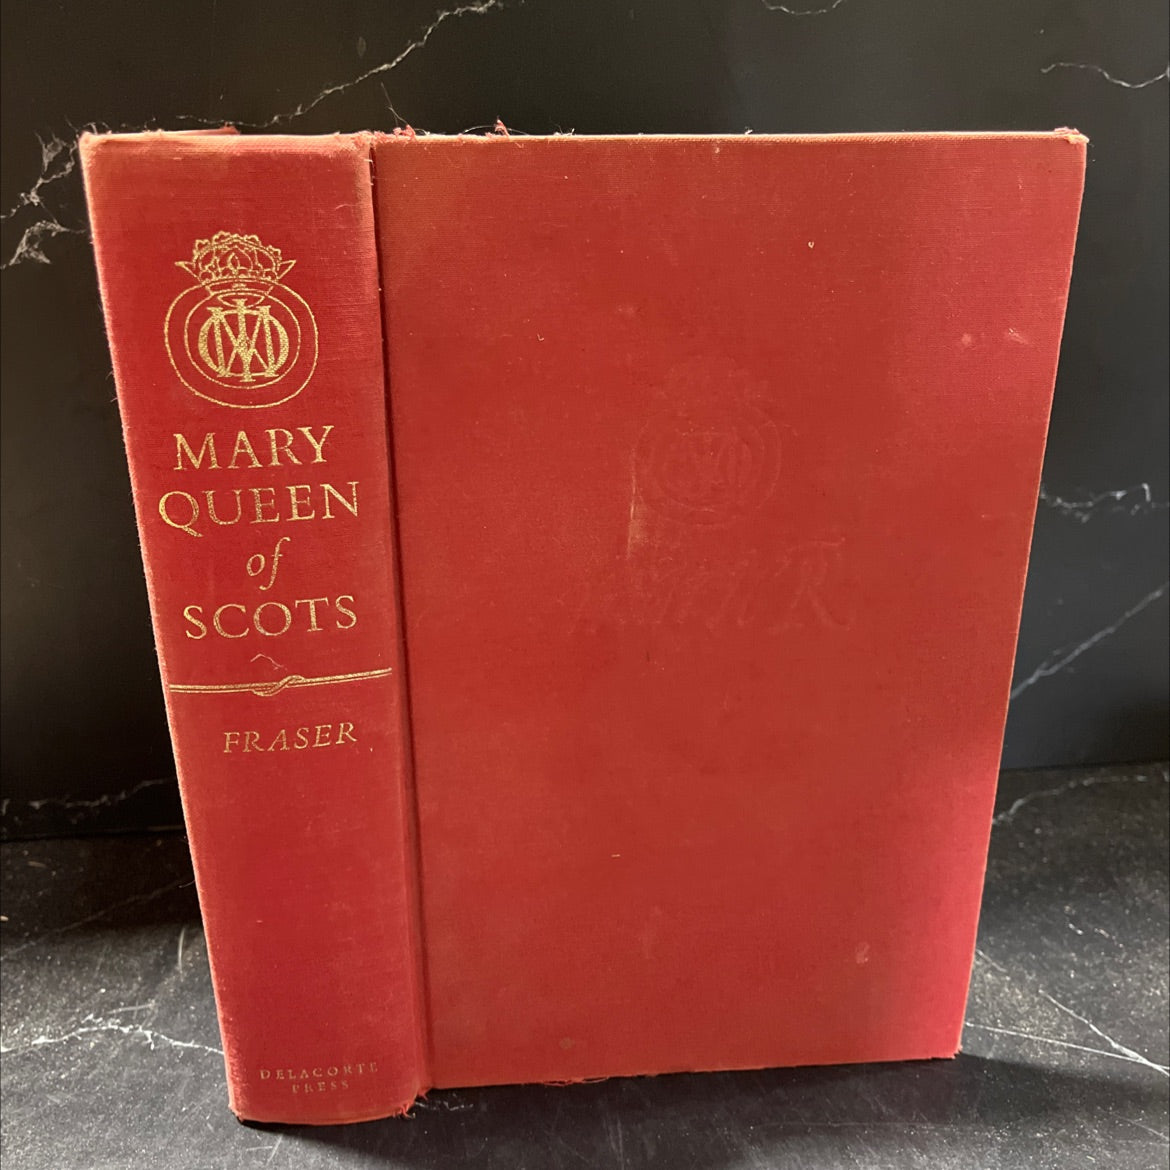 MARY
QUEEN
of
SCOTS
FRASER
DELACORTE
PRESS